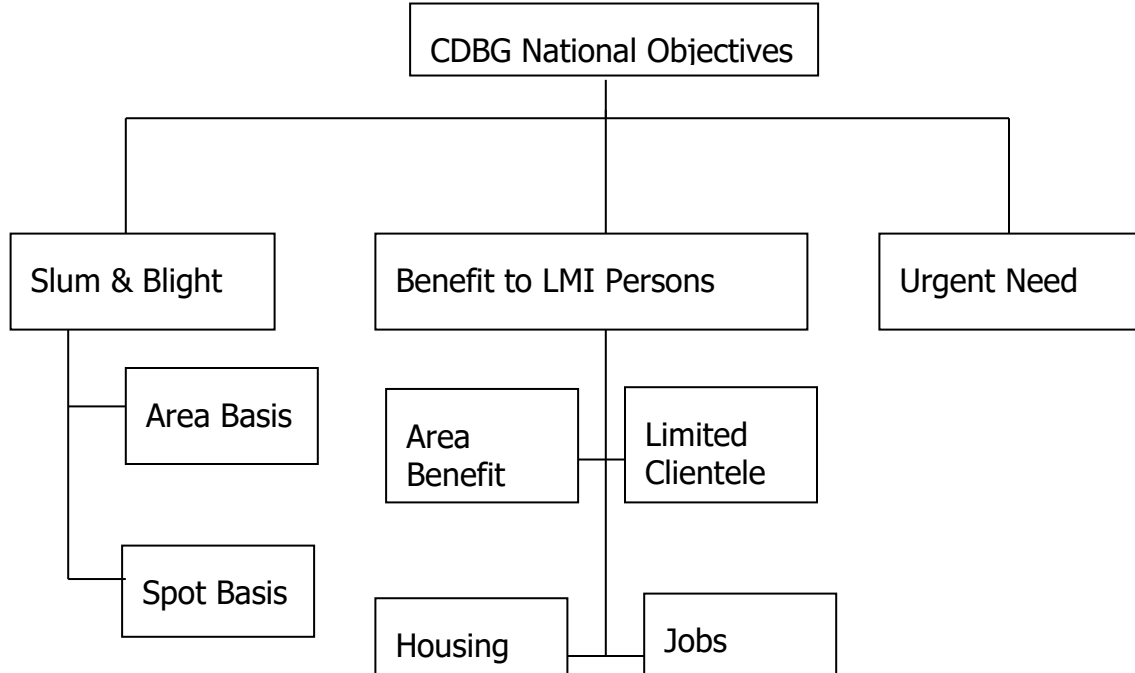 CDBG National Objectives
Slum & Blight
Benefit to LMI Persons
Urgent Need
Area Basis
Spot Basis
Area
Benefit
Limited
Clientele
Housing
Jobs